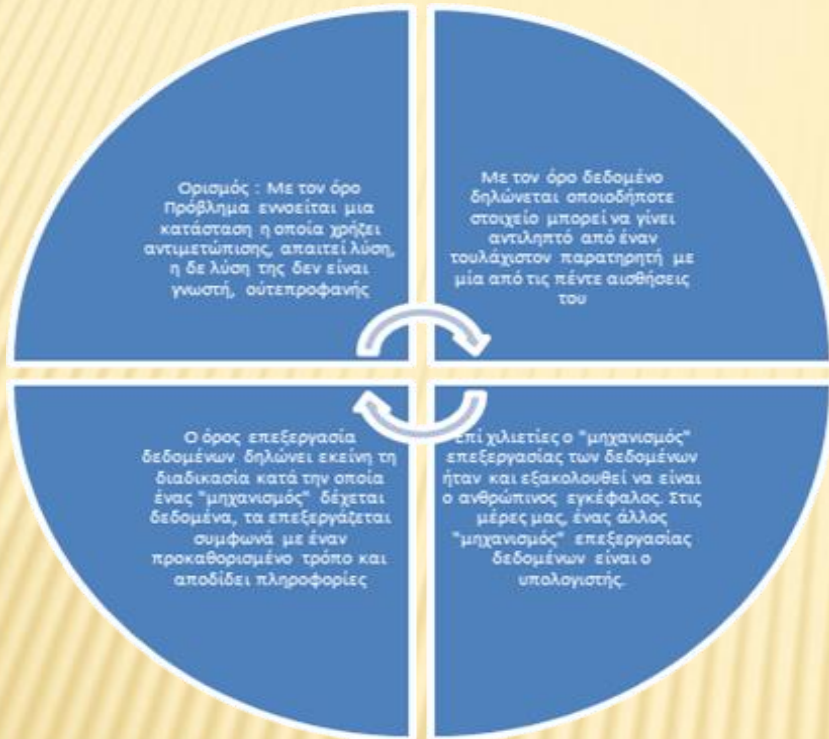 Ορισμός : Με τον όρο
Πρόβλημα εννοείται μια
κατάσταση η οποία χρήζει
αντιμετώπισης, απαιτεί λύση,
η δε λύση της δεν είναι
γνωστή, ούτεπροφανής
Με τον όρο δεδομένο
δηλώνεται οποιοδήποτε
στοιχείο μπορεί να γίνει
αντιληπτό από έναν
τουλάχιστον παρατηρητή με
μία από τις πέντε αισθήσεις
του
Ο όρος επεξεργασία
δεδομένων δηλώνει εκείνη τη
διαδικασία κατά την οποία
ένας "μηχανισμός" δέχεται
δεδομένα, τα επεξεργάζεται
συμφωνά με έναν
προκαθορισμένο τρόπο και
αποδίδει πληροφορίες
Επί χιλιετίες ο "μηχανισμός"
επεξεργασίας των δεδομένων
ήταν και εξακολουθεί να είναι
ο ανθρώπινος εγκέφαλος. Στις
μέρες μας, ένας άλλος
"μηχανισμός" επεξεργασίας
δεδομένων είναι ο
υπολογιστής.